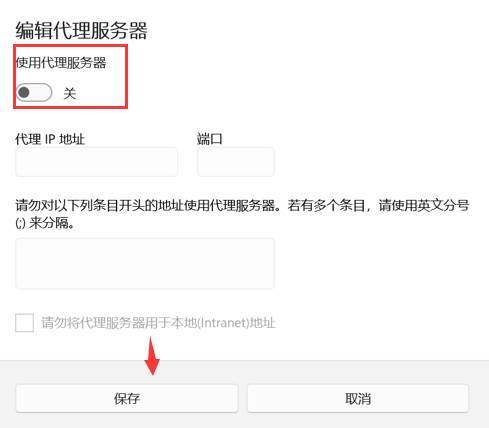 编辑代理服务器
使用代理服务器
关
代理 IP 地址
端口
请勿对以下列条目开头的地址使用代理服务器。若有多个条目，请使用英文分号
(;) 来分隔。
请勿将代理服务器用于本地(Intranet)地址
保存
取消